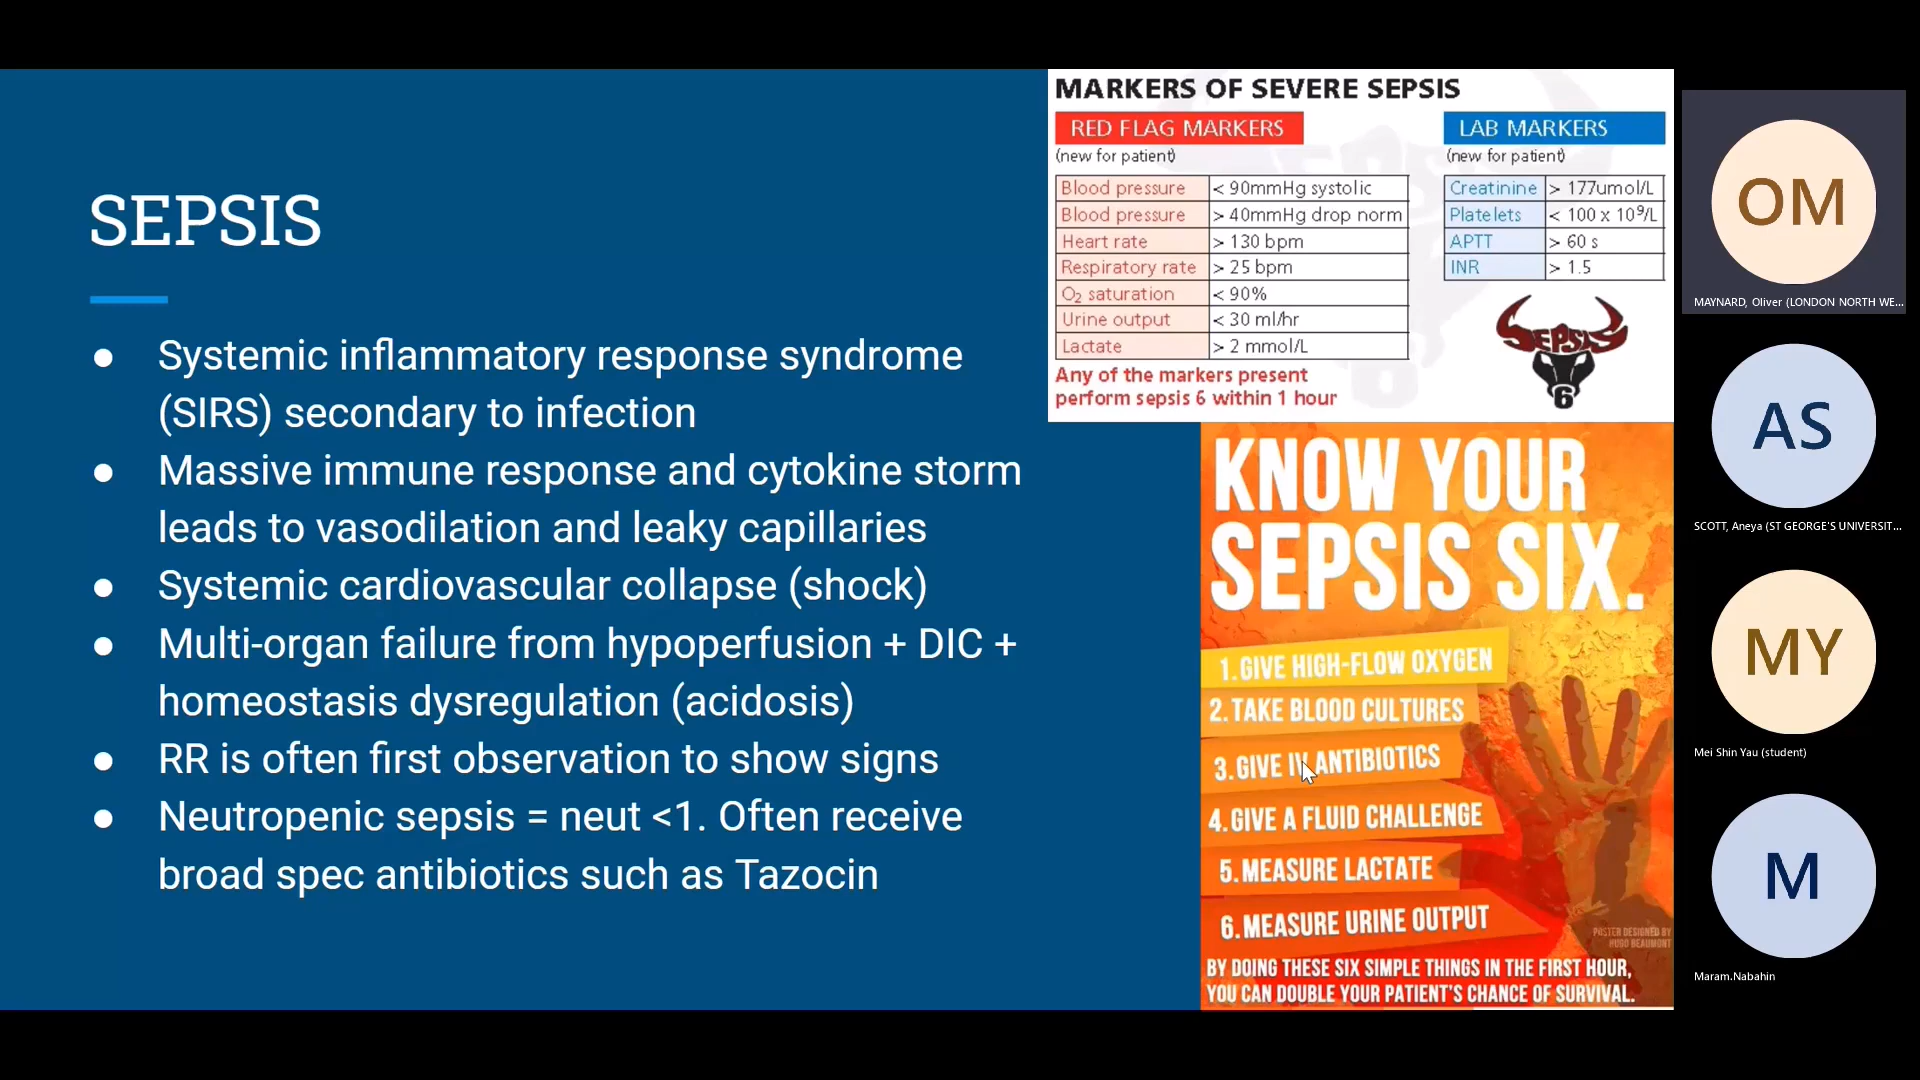 SEPSIS
● Systemic inflammatory response syndrome
(SIRS) secondary to infection
● Massive immune response and cytokine storm
leads to vasodilation and leaky capillaries
● Systemic cardiovascular collapse (shock)
● Multi-organ failure from hypoperfusion + DIC +
homeostasis dysregulation (acidosis)
● RR is often first observation to show signs
● Neutropenic sepsis = neut <1. Often receive
broad spec antibiotics such as Tazocin
MARKERS OF SEVERE SEPSIS
RED FLAG MARKERS
(new for patient)
Blood pressure < 90mmHg systolic
Blood pressure > 40mmHg drop norm
Heart rate > 130 bpm
Respiratory rate > 25 bpm
O₂ saturation < 90%
Urine output < 30 ml/hr
Lactate > 2 mmol/L
Any of the markers present
perform sepsis 6 within 1 hour
LAB MARKERS
(new for patient)
Creatinine > 177umol/L
Platelets < 100 x 10⁹/L
APTT > 60 s
INR > 1.5
SEPSIS
6
KNOW YOUR
SEPSIS SIX.
1. GIVE HIGH-FLOW OXYGEN
2. TAKE BLOOD CULTURES
3. GIVE IV ANTIBIOTICS
4. GIVE A FLUID CHALLENGE
5. MEASURE LACTATE
6. MEASURE URINE OUTPUT
POSTER DESIGNED BY
HUGO BEAUMONT
BY DOING THESE SIX SIMPLE THINGS IN THE FIRST HOUR,
YOU CAN DOUBLE YOUR PATIENT'S CHANCE OF SURVIVAL.
OM
MAYNARD, Oliver (LONDON NORTH WE...
AS
SCOTT, Aneya (ST GEORGE'S UNIVERSIT...
MY
Mei Shin Yau (student)
M
Maram.Nabahin